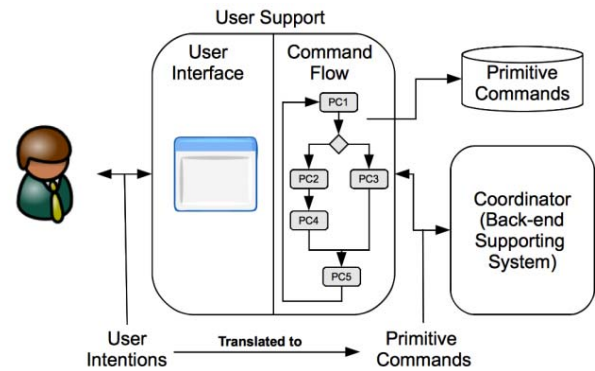 User Support
User
Interface
Command
Flow
PC1
PC2
PC3
PC4
PC5
Primitive
Commands
Coordinator
(Back-end
Supporting
System)
User
Intentions
Translated to
Primitive
Commands